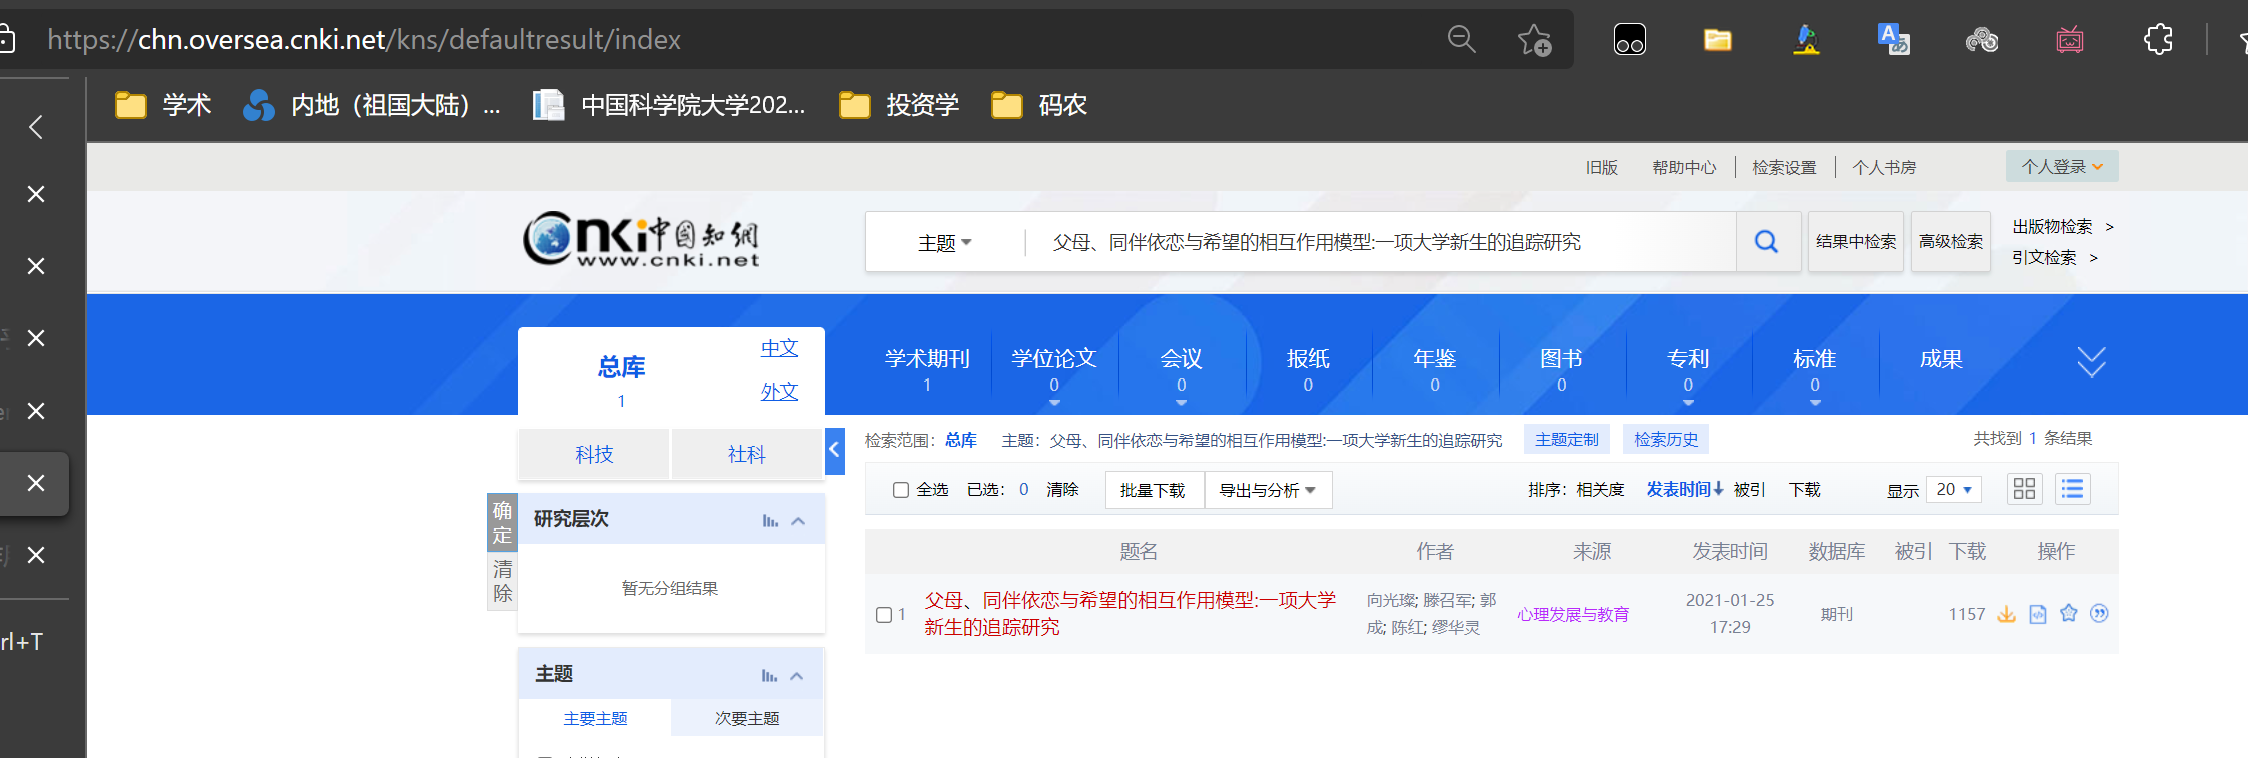 https://chn.oversea.cnki.net/kns/defaultresult/index
学术 内地（祖国大陆）... 中国科学院大学202... 投资学 码农
旧版 帮助中心 检索设置 个人书房 个人登录
cnki中国知網
www.cnki.net
主题 父母、同伴依恋与希望的相互作用模型:一项大学新生的追踪研究 结果中检索 高级检索
出版物检索 >
引文检索 >
总库
1
中文
外文
学术期刊 学位论文 会议 报纸 年鉴 图书 专利 标准 成果
1 0 0 0 0 0 0 0
科技 社科
检索范围：总库 主题：父母、同伴依恋与希望的相互作用模型:一项大学新生的追踪研究 主题定制 检索历史 共找到 1 条结果
全选 已选：0 清除 批量下载 导出与分析 排序：相关度 发表时间↓ 被引 下载 显示 20
确定
清除
研究层次
暂无分组结果
主题
主要主题 次要主题
题名 作者 来源 发表时间 数据库 被引 下载 操作
1 父母、同伴依恋与希望的相互作用模型:一项大学
新生的追踪研究
向光璨; 滕召军; 郭
成; 陈红; 缪华灵
心理发展与教育
2021-01-25
17:29
期刊
1157
rl+T